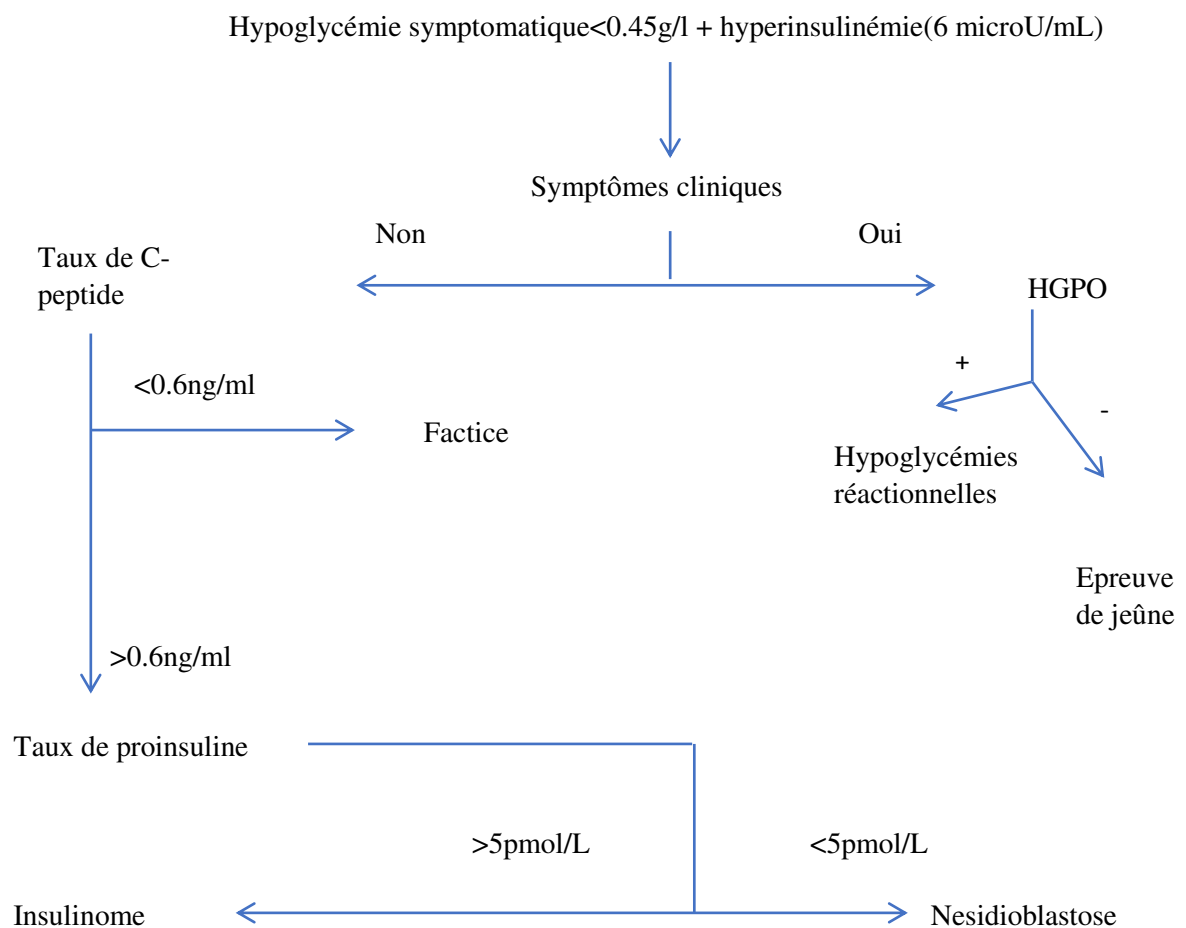 Hypoglycémie symptomatique<0.45g/l + hyperinsulinémie(6 microU/mL)
Symptômes cliniques
Non
Oui
Taux de C-
peptide
HGPO
+
<0.6ng/ml
-
Factice
Hypoglycémies
réactionnelles
Epreuve
de jeûne
>0.6ng/ml
Taux de proinsuline
>5pmol/L
<5pmol/L
Insulinome
Nesidioblastose